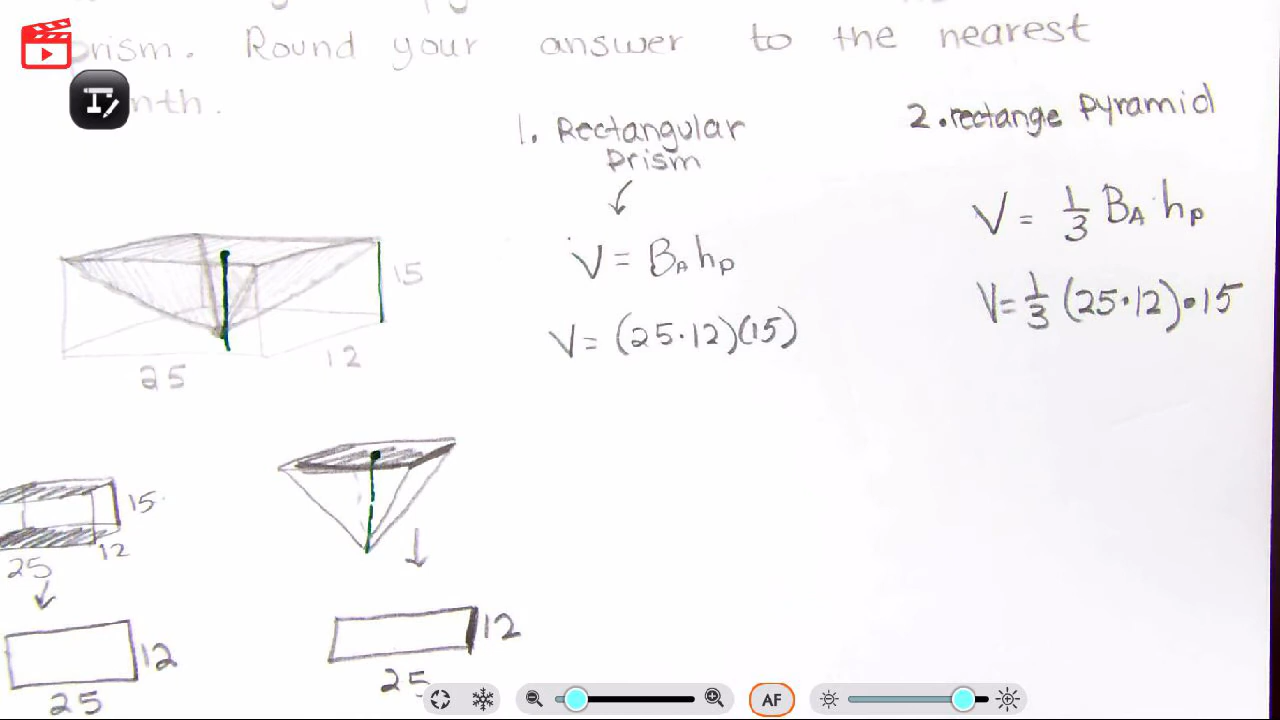 prism. Round your answer to the nearest
nth.
1. Rectangular
Prism
V = BA hp
V = (25·12)(15)
2. rectange Pyramid
V = 1/3 BA·hp
V = 1/3 (25·12)·15
15
12
25
15
12
25
12
25
12
25
AF